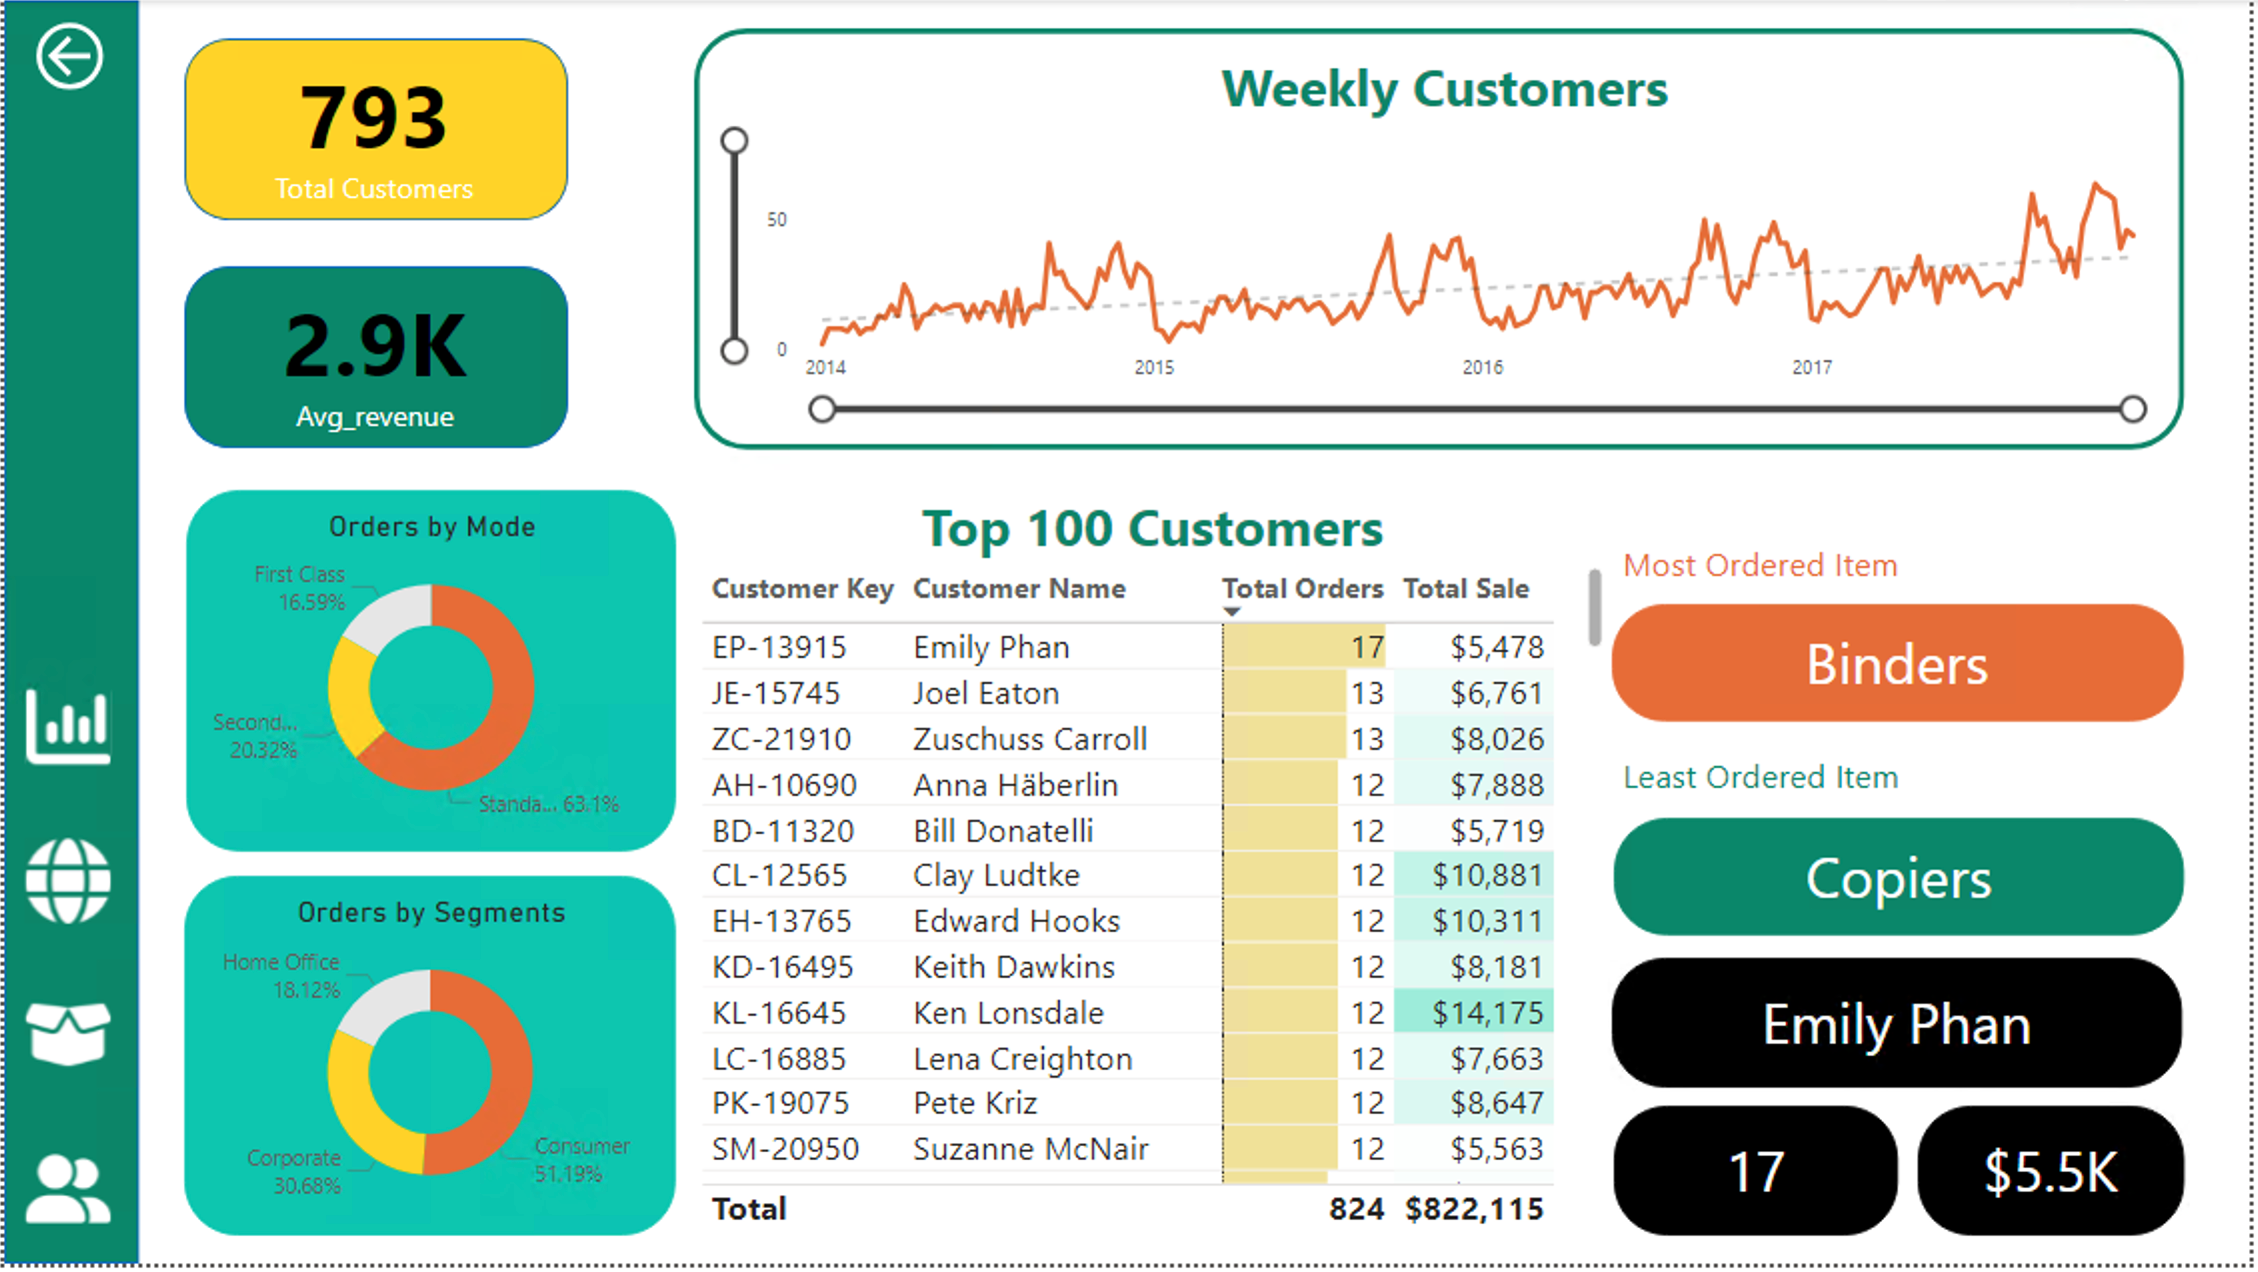 793
Total Customers
2.9K
Avg_revenue
Weekly Customers
50
0
2014 2015 2016 2017
Orders by Mode
First Class
16.59%
Second...
20.32%
Standa... 63.1%
Orders by Segments
Home Office
18.12%
Corporate
30.68%
Consumer
51.19%
Top 100 Customers
Customer Key Customer Name Total Orders Total Sale
EP-13915 Emily Phan 17 $5,478
JE-15745 Joel Eaton 13 $6,761
ZC-21910 Zuschuss Carroll 13 $8,026
AH-10690 Anna Häberlin 12 $7,888
BD-11320 Bill Donatelli 12 $5,719
CL-12565 Clay Ludtke 12 $10,881
EH-13765 Edward Hooks 12 $10,311
KD-16495 Keith Dawkins 12 $8,181
KL-16645 Ken Lonsdale 12 $14,175
LC-16885 Lena Creighton 12 $7,663
PK-19075 Pete Kriz 12 $8,647
SM-20950 Suzanne McNair 12 $5,563
Total 824 $822,115
Most Ordered Item
Binders
Least Ordered Item
Copiers
Emily Phan
17
$5.5K